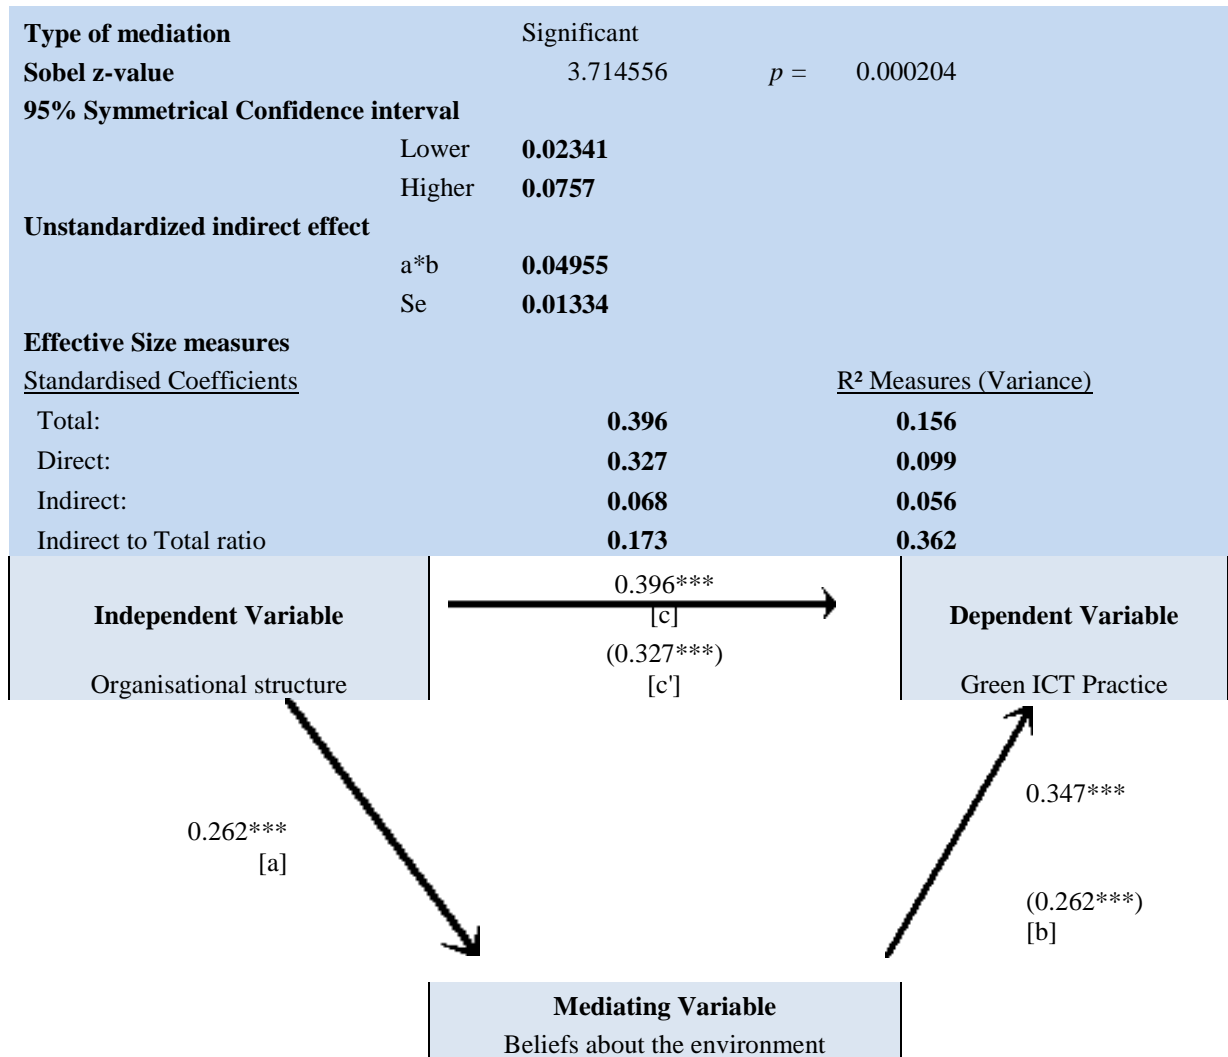 Type of mediation Significant
Sobel z-value 3.714556 p = 0.000204
95% Symmetrical Confidence interval
Lower 0.02341
Higher 0.0757
Unstandardized indirect effect
a*b 0.04955
Se 0.01334
Effective Size measures
Standardised Coefficients R² Measures (Variance)
Total: 0.396 0.156
Direct: 0.327 0.099
Indirect: 0.068 0.056
Indirect to Total ratio 0.173 0.362
0.396***
Independent Variable [c] Dependent Variable
(0.327***)
Organisational structure [c'] Green ICT Practice
0.347***
0.262***
[a]
(0.262***)
[b]
Mediating Variable
Beliefs about the environment